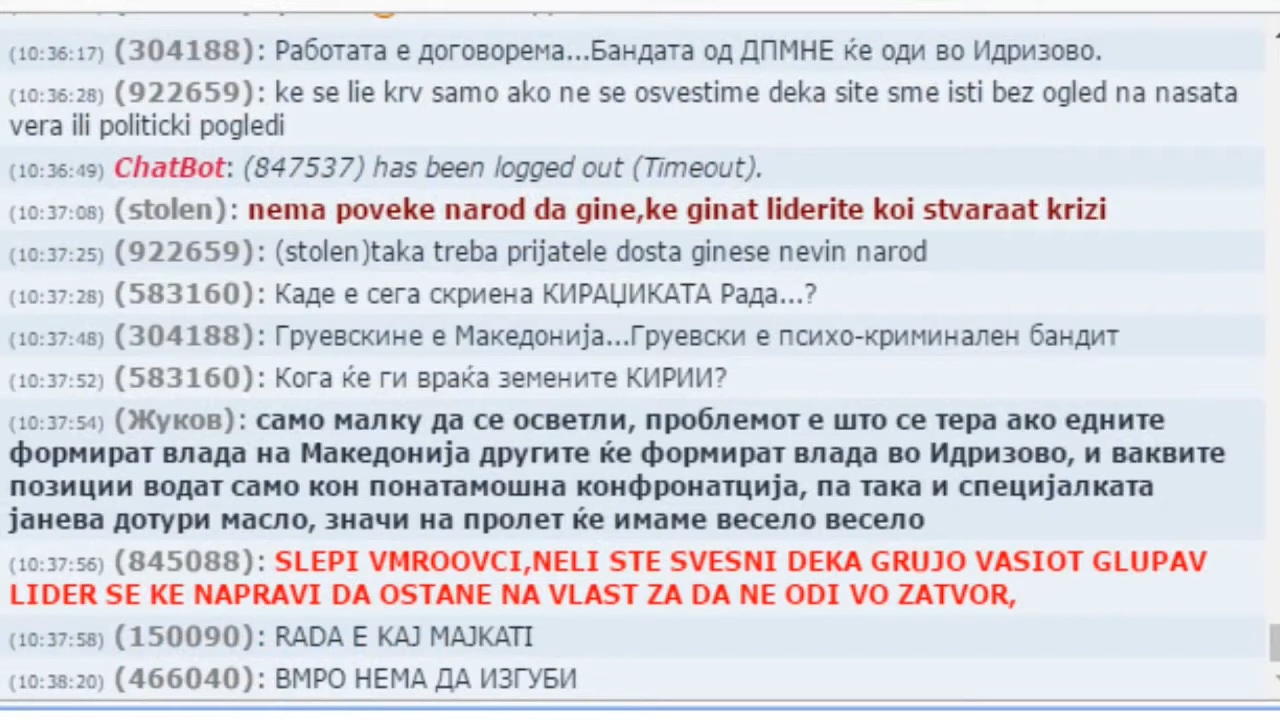 (10:36:17) (304188): Работата е договорема...Бандата од ДПМНЕ ќе оди во Идризово.
(10:36:28) (922659): ke se lie krv samo ako ne se osvestime deka site sme isti bez ogled na nasata
vera ili politicki pogledi
(10:36:49) ChatBot: (847537) has been logged out (Timeout).
(10:37:08) (stolen): nema poveke narod da gine,ke ginat liderite koi stvaraat krizi
(10:37:25) (922659): (stolen)taka treba prijatele dosta ginese nevin narod
(10:37:28) (583160): Каде е сега скриена КИРАЏИКАТА Рада...?
(10:37:48) (304188): Груевскине е Македонија...Груевски е психо-криминален бандит
(10:37:52) (583160): Кога ќе ги враќа земените КИРИИ?
(10:37:54) (Жуков): само малку да се осветли, проблемот е што се тера ако едните
формират влада на Македонија другите ќе формират влада во Идризово, и ваквите
позиции водат само кон понатамошна конфронатција, па така и специјалката
јанева дотури масло, значи на пролет ќе имаме весело весело
(10:37:56) (845088): SLEPI VMROOVCI,NELI STE SVESNI DEKA GRUJO VASIOT GLUPAV
LIDER SE KE NAPRAVI DA OSTANE NA VLAST ZA DA NE ODI VO ZATVOR,
(10:37:58) (150090): RADA E KAJ MAJKATI
(10:38:20) (466040): ВМРО НЕМА ДА ИЗГУБИ